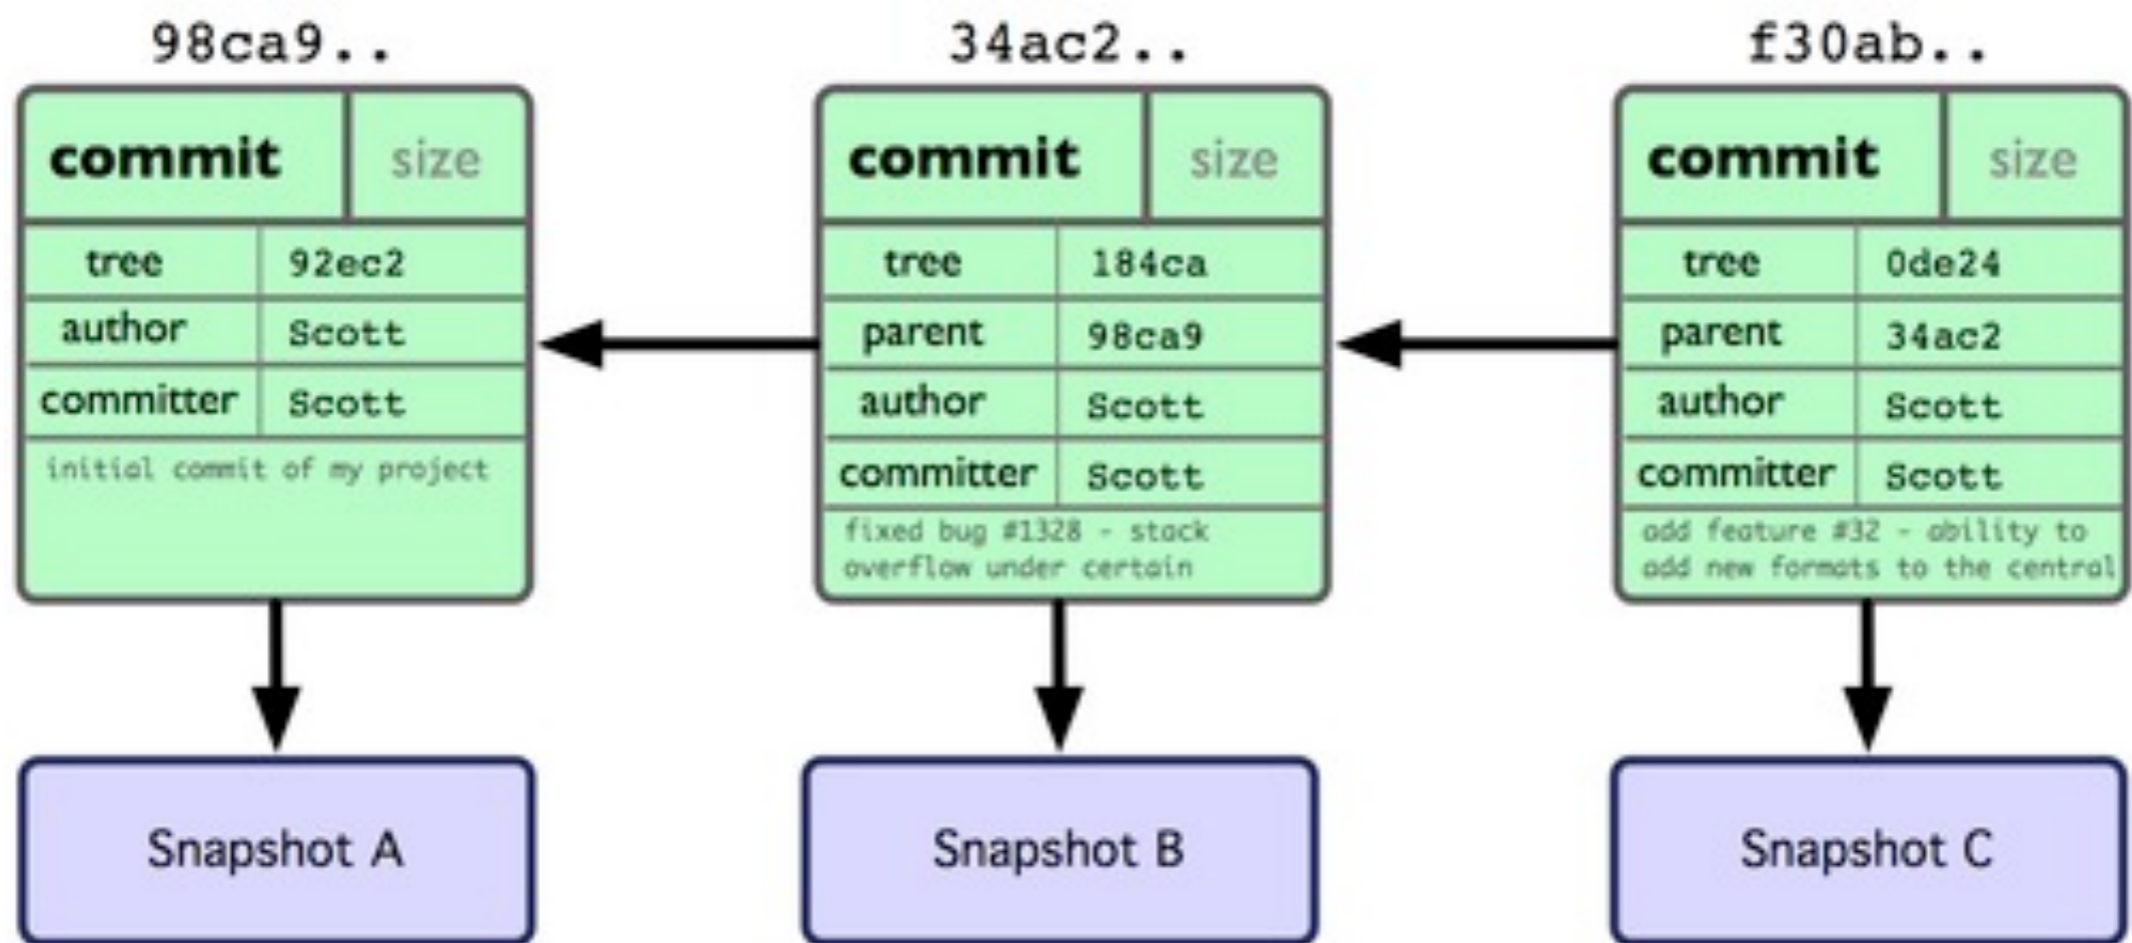 98ca9..
commit size
tree 92ec2
author Scott
committer Scott
initial commit of my project
Snapshot A
34ac2..
commit size
tree 184ca
parent 98ca9
author Scott
committer Scott
fixed bug #1328 - stack
overflow under certain
Snapshot B
f30ab..
commit size
tree 0de24
parent 34ac2
author Scott
committer Scott
add feature #32 - ability to
add new formats to the central
Snapshot C